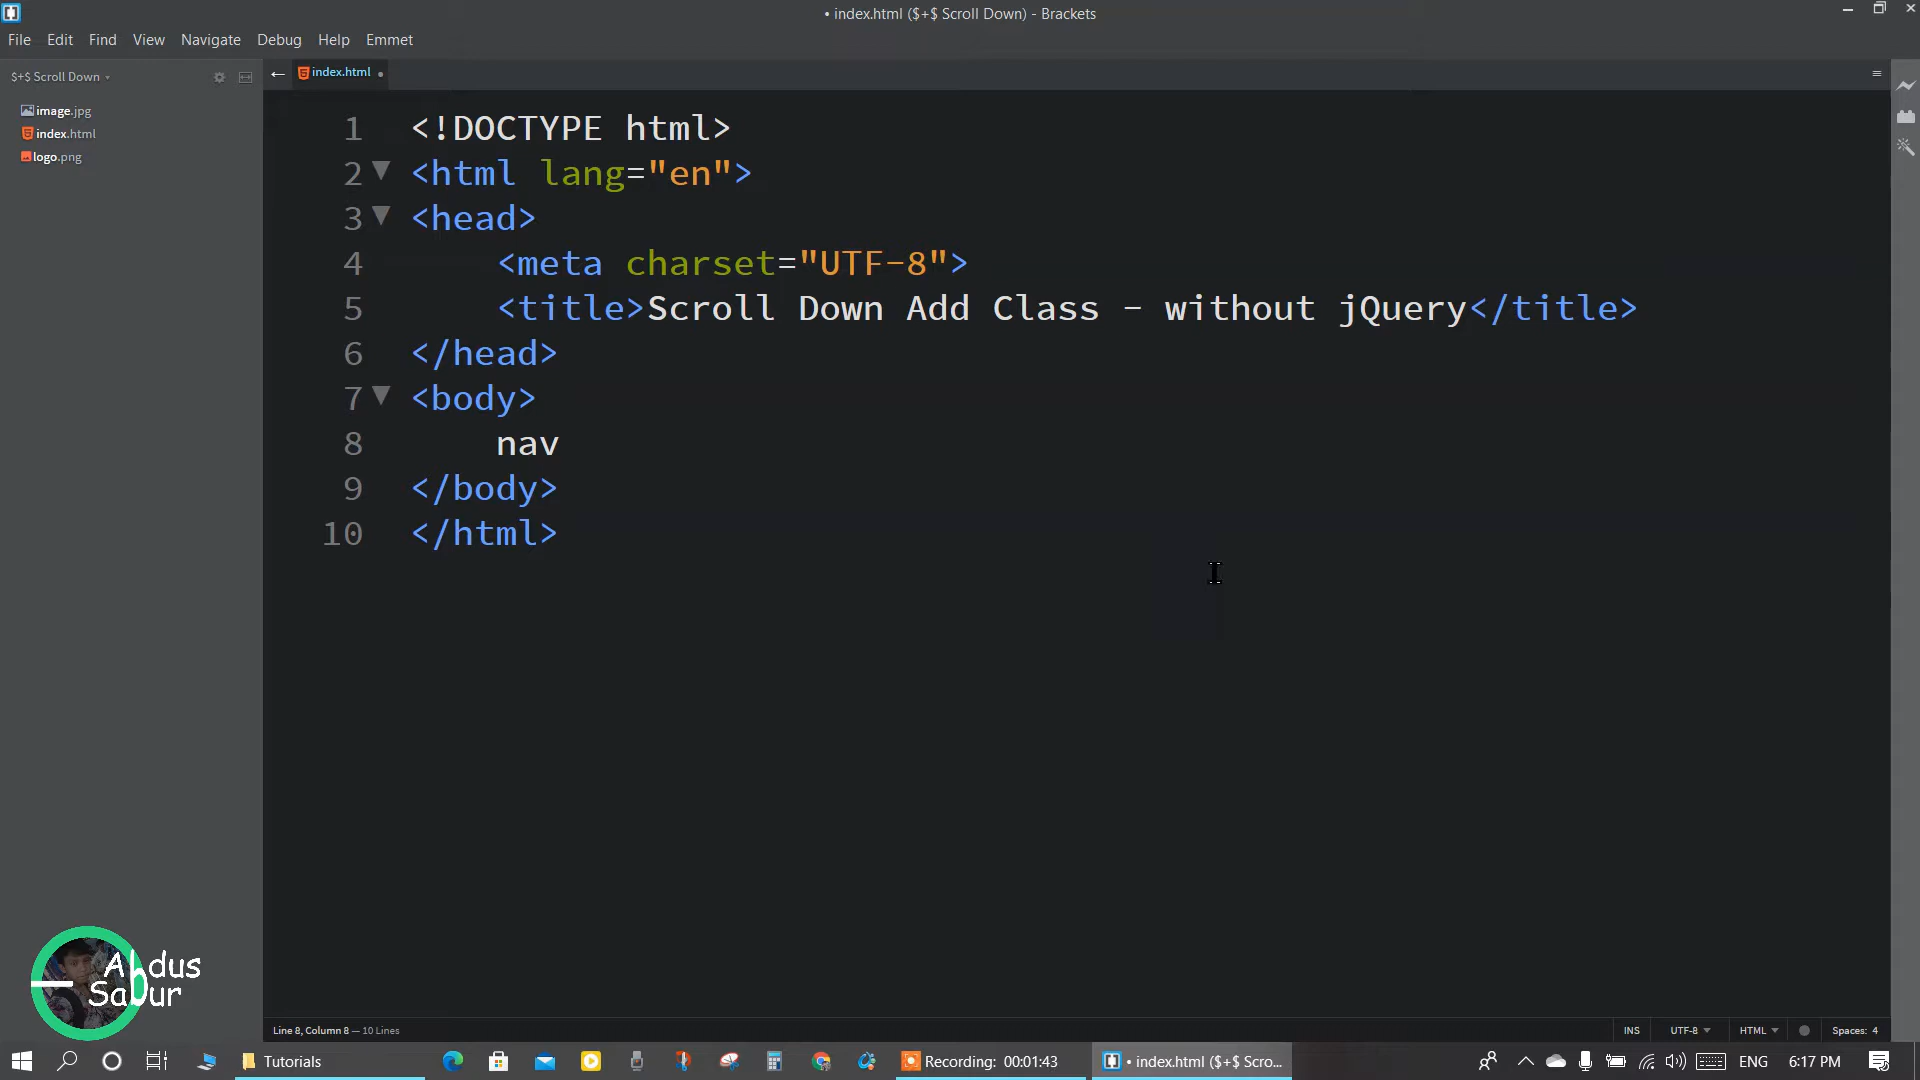 • index.html ($+$ Scroll Down) - Brackets
File Edit Find View Navigate Debug Help Emmet
$+$ Scroll Down
index.html
image.jpg
index.html
logo.png
1 <!DOCTYPE html>
2 <html lang="en">
3 <head>
4 <meta charset="UTF-8">
5 <title>Scroll Down Add Class - without jQuery</title>
6 </head>
7 <body>
8 nav
9 </body>
10 </html>
Abdus
Sabur
Line 8, Column 8 — 10 Lines
INS UTF-8 HTML Spaces: 4
Tutorials
Recording: 00:01:43
• index.html ($+$ Scro...
ENG 6:17 PM